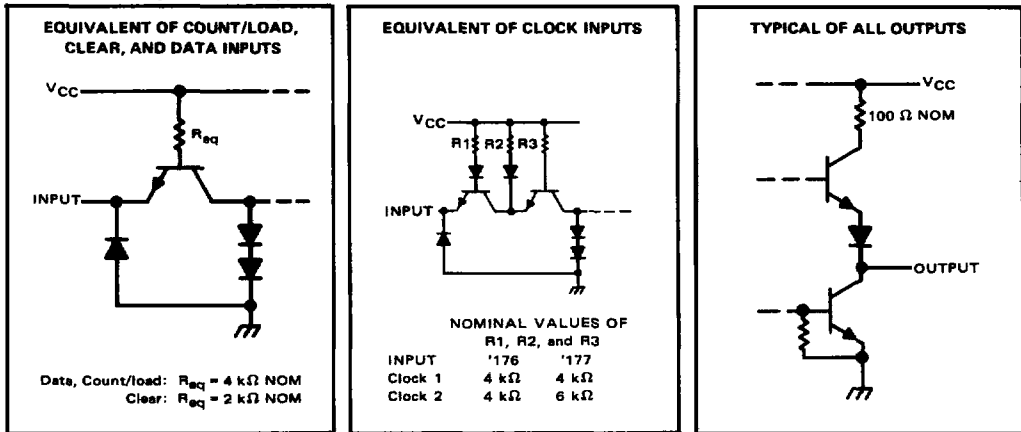 EQUIVALENT OF COUNT/LOAD,
CLEAR, AND DATA INPUTS
VCC
Req
INPUT
Data, Count/load: Req = 4 kΩ NOM
Clear: Req = 2 kΩ NOM
EQUIVALENT OF CLOCK INPUTS
VCC
R1 R2 R3
INPUT
NOMINAL VALUES OF
R1, R2, and R3
INPUT '176 '177
Clock 1 4 kΩ 4 kΩ
Clock 2 4 kΩ 6 kΩ
TYPICAL OF ALL OUTPUTS
VCC
100 Ω NOM
OUTPUT